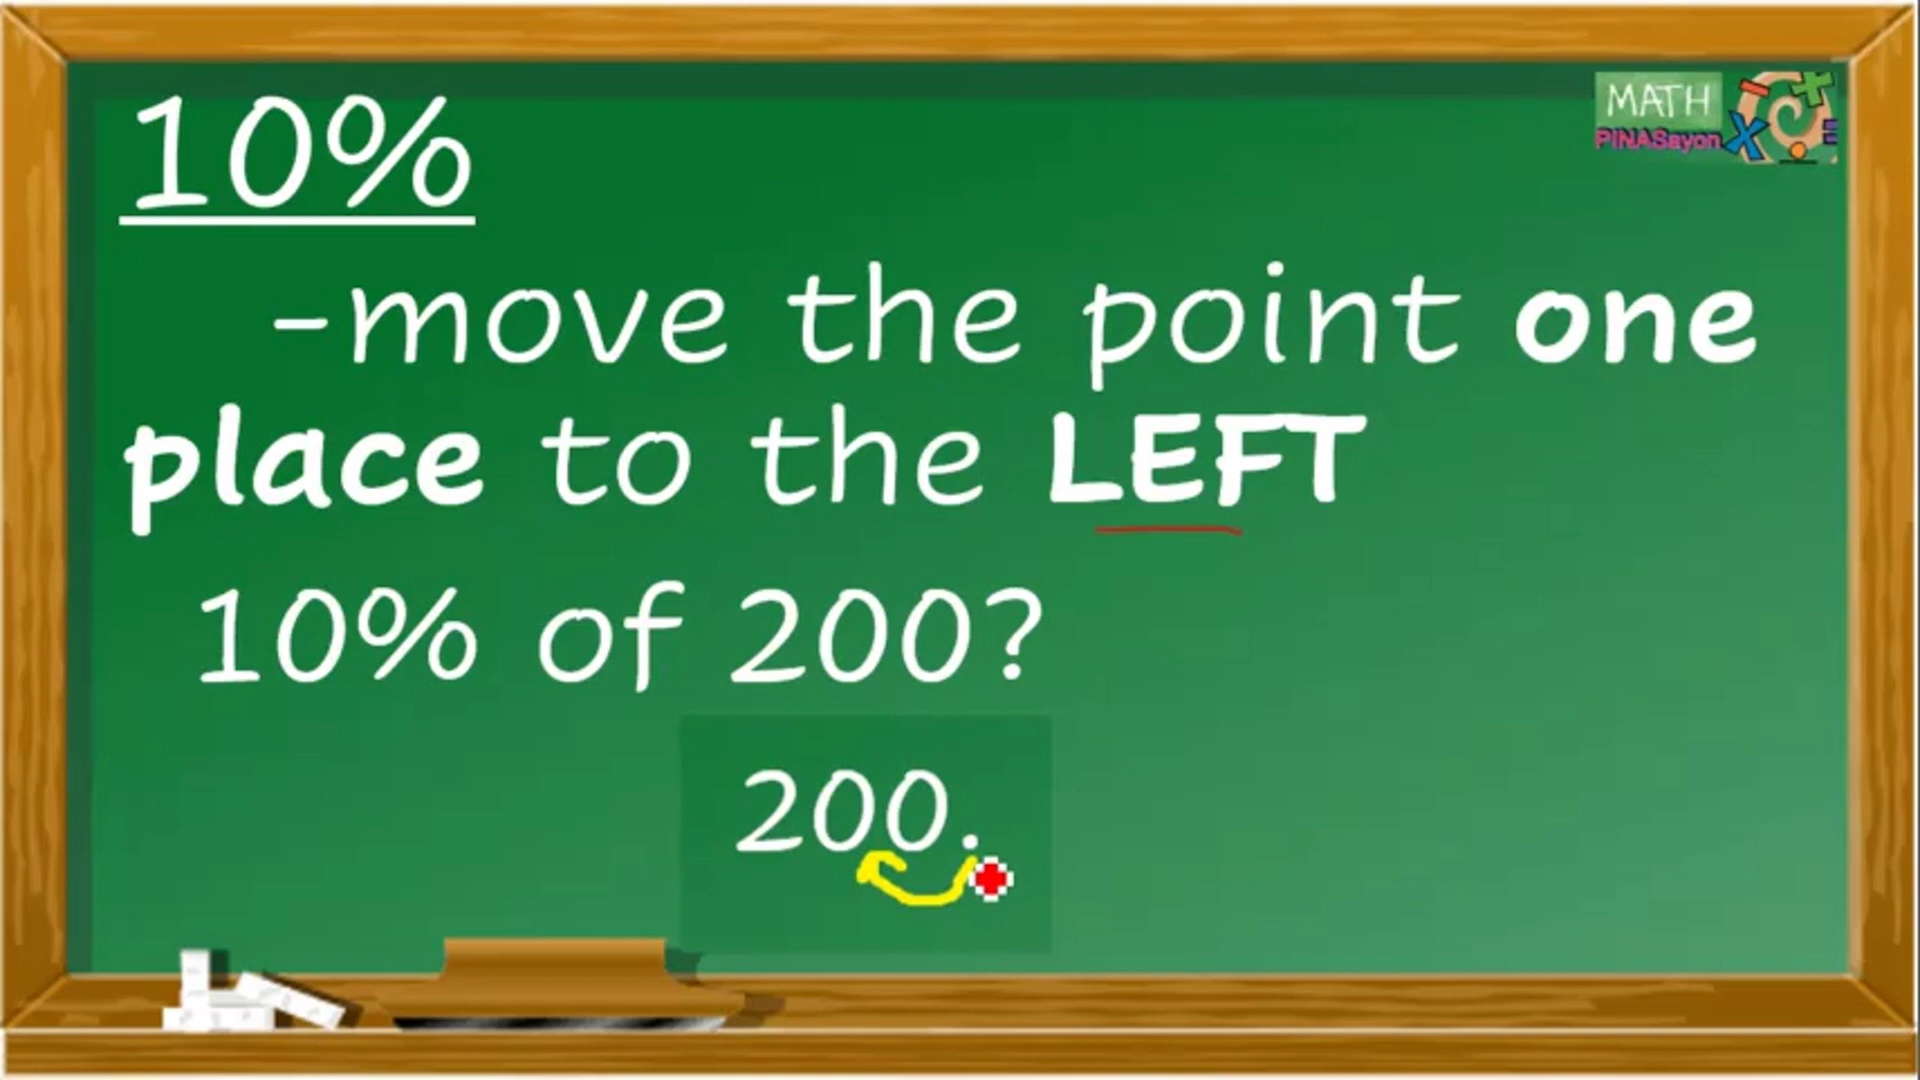 MATH
PINASayon
10%
-move the point one
place to the LEFT
10% of 200?
200.